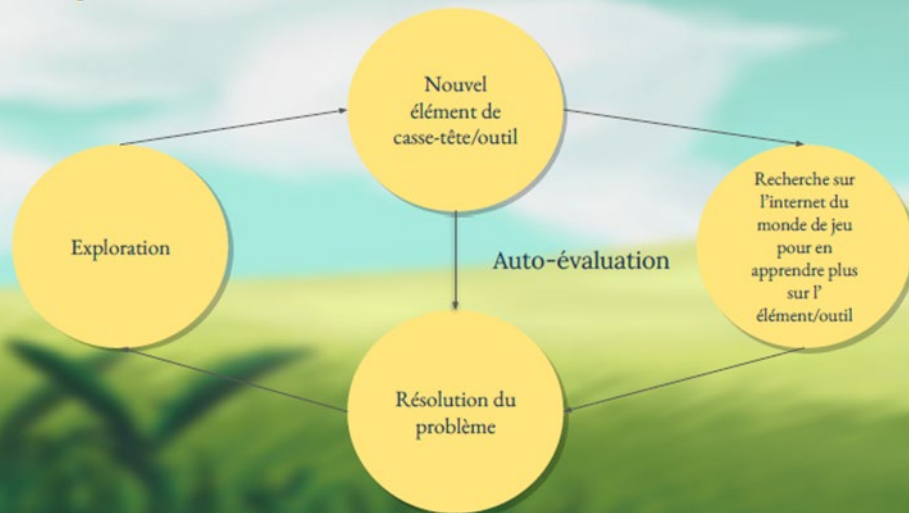 Nouvel
élément de
casse-tête/outil
Recherche sur
l'internet du
monde de jeu
pour en
apprendre plus
sur l'
élément/outil
Exploration
Auto-évaluation
Résolution du
problème